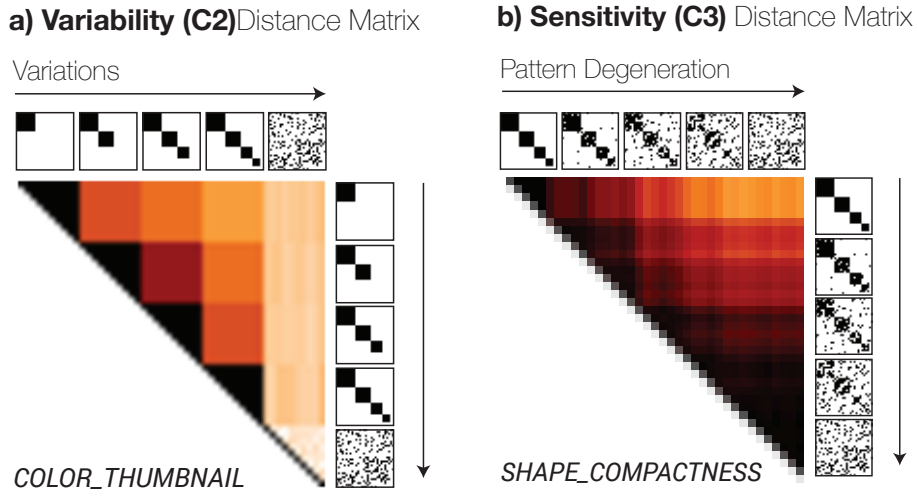 a) Variability (C2)Distance Matrix
Variations
COLOR_THUMBNAIL
b) Sensitivity (C3) Distance Matrix
Pattern Degeneration
SHAPE_COMPACTNESS